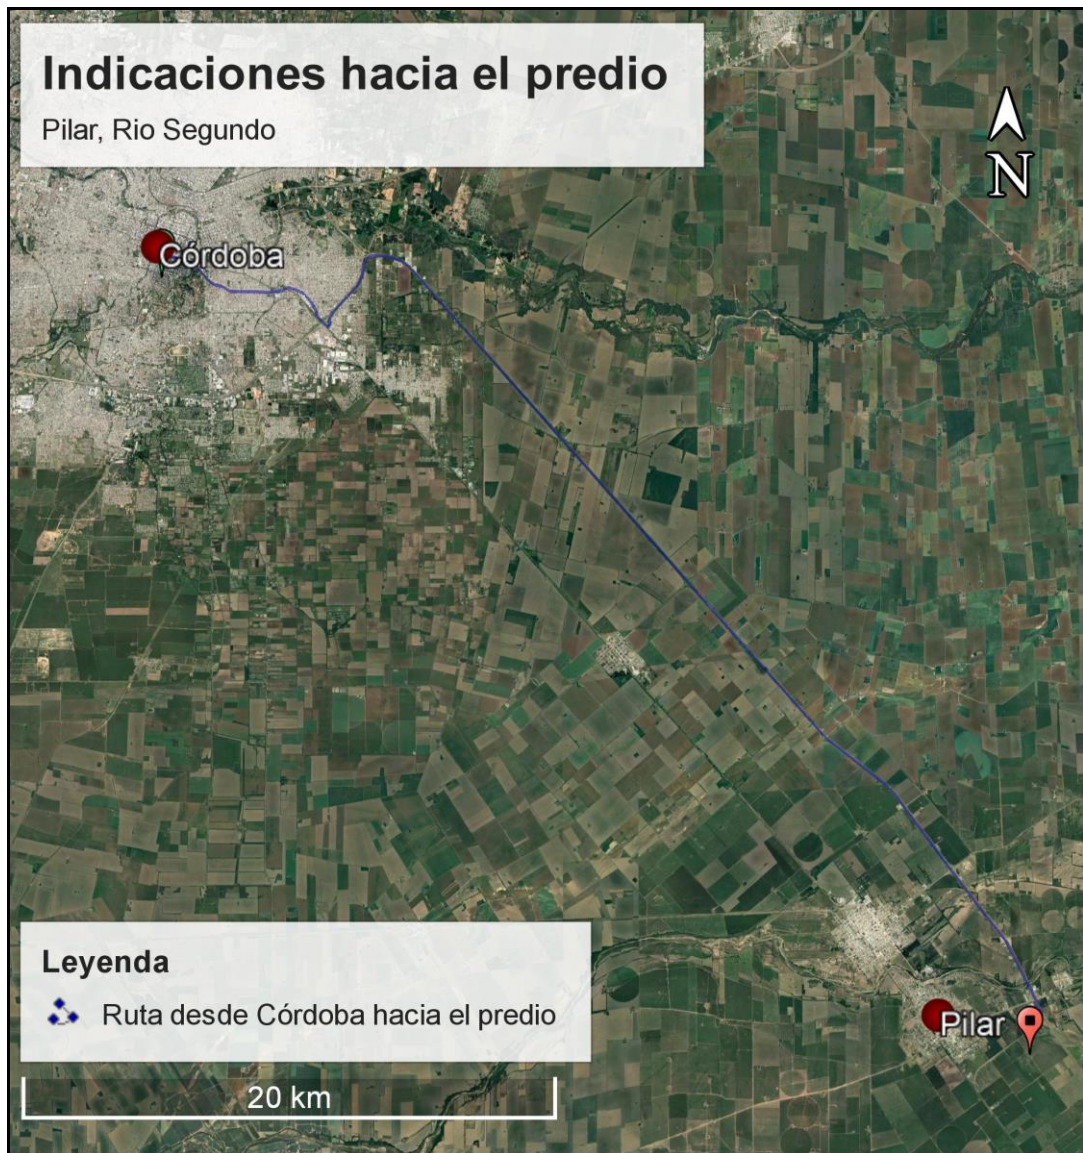 Indicaciones hacia el predio
Pilar, Rio Segundo
N
Córdoba
Pilar
Leyenda
Ruta desde Córdoba hacia el predio
20 km